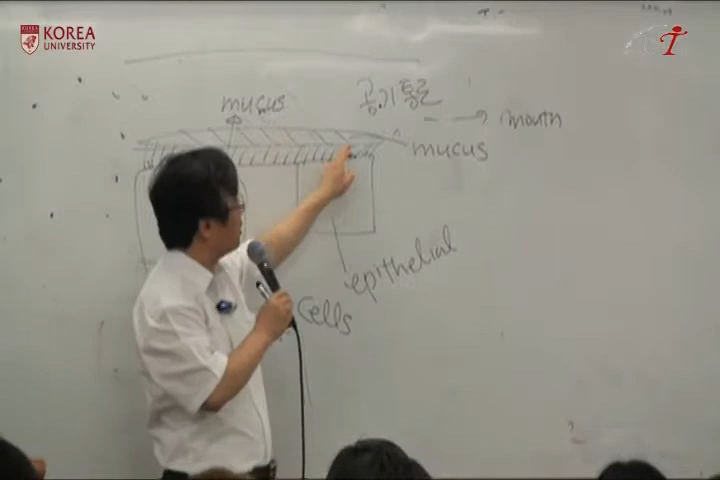 KOREA
UNIVERSITY
mucus
공기통로
→ mouth
mucus
epithelial
cells